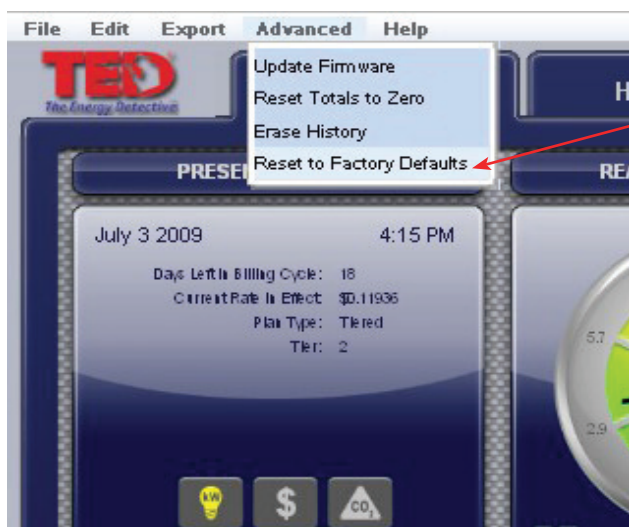 File Edit Export Advanced Help
TED
The Energy Detective
Update Firmware
Reset Totals to Zero
Erase History
Reset to Factory Defaults
July 3 2009 4:15 PM
Days Left in Billing Cycle: 18
Current Rate in Effect: $0.11936
Plan Type: Tiered
Tier: 2
5.7
2.9
kW
$
CO₂